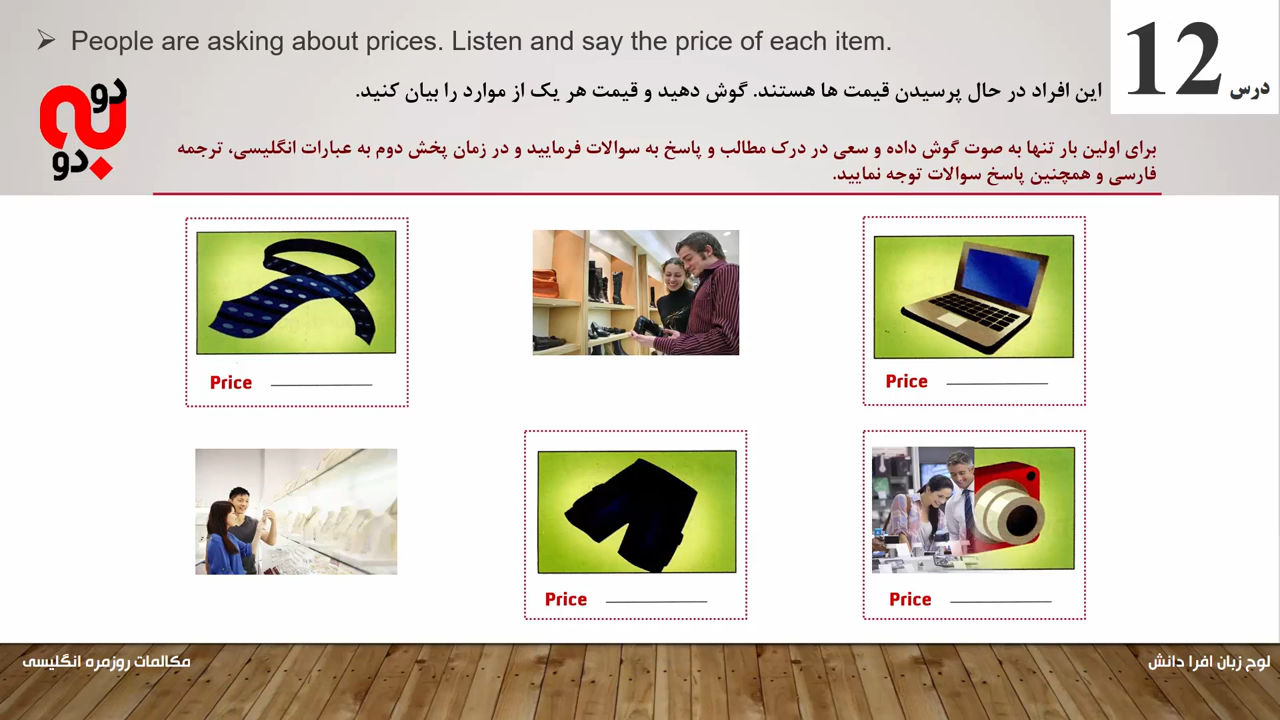 ➢ People are asking about prices. Listen and say the price of each item.
درس 12
این افراد در حال پرسیدن قیمت ها هستند. گوش دهید و قیمت هر یک از موارد را بیان کنید.
دو به دو
برای اولین بار تنها به صوت گوش داده و سعی در درک مطالب و پاسخ به سوالات فرمایید و در زمان پخش دوم به عبارات انگلیسی، ترجمه
فارسی و همچنین پاسخ سوالات توجه نمایید.
Price
Price
Price
Price
مکالمات روزمره انگلیسی
لوح زبان افرا دانش